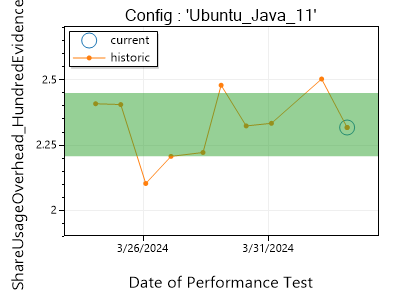 Config : 'Ubuntu_Java_11'
ShareUsageOverhead_HundredEvidence
current
historic
2.5
2.25
2
3/26/2024
3/31/2024
Date of Performance Test